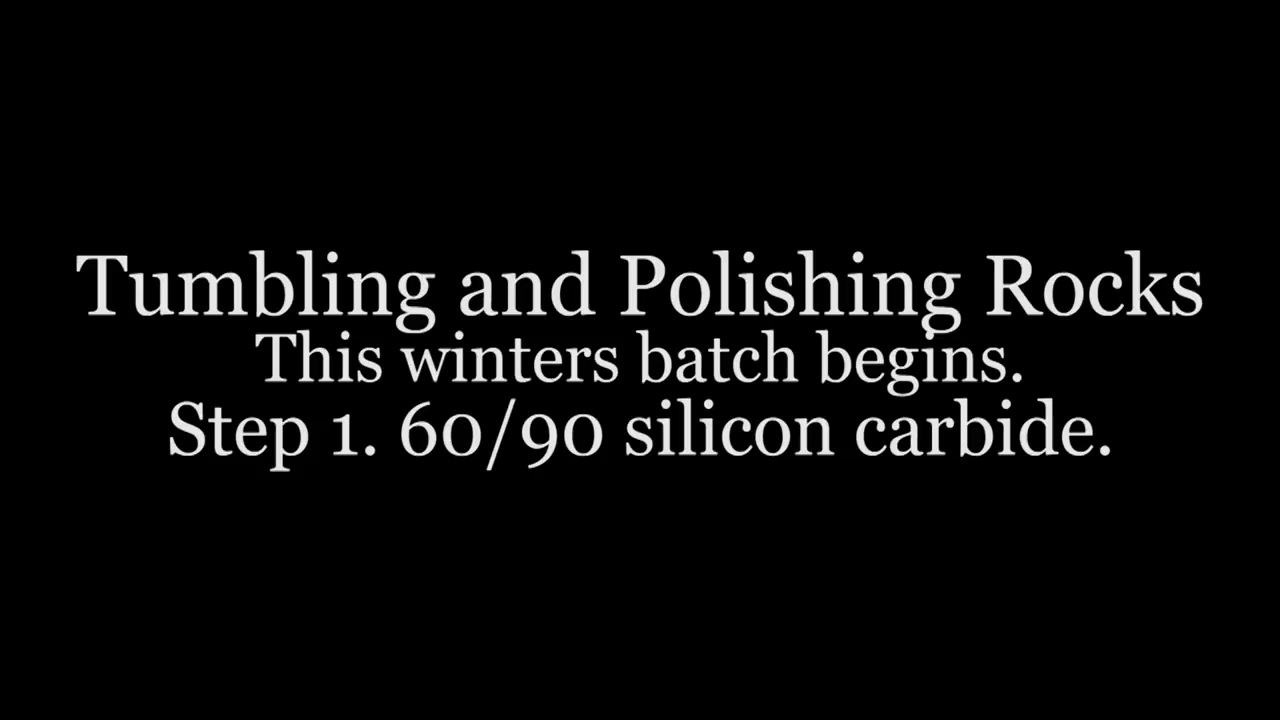 Tumbling and Polishing Rocks
This winters batch begins.
Step 1. 60/90 silicon carbide.